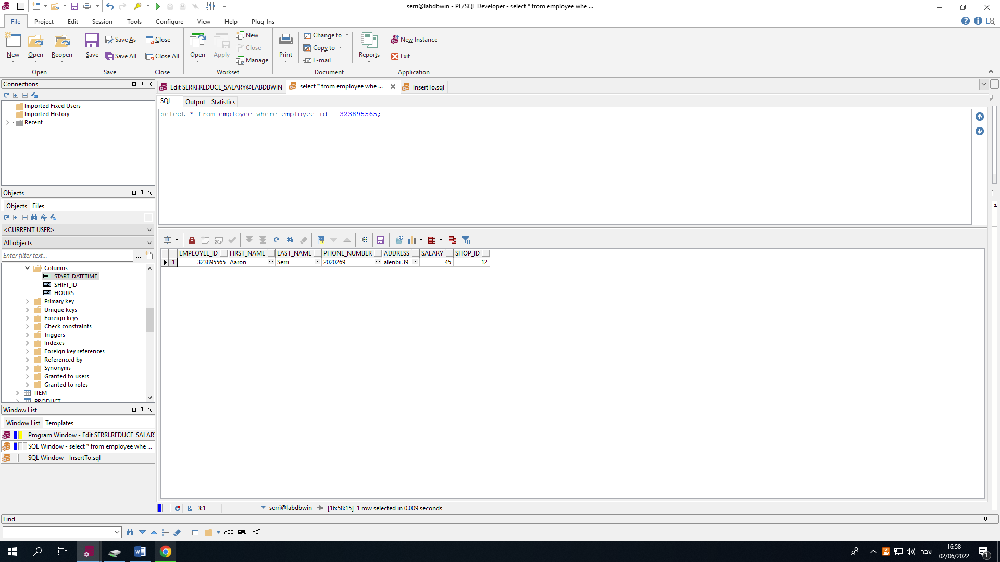 serri@labdbwin - PL/SQL Developer - select * from employee whe ...
File Project Edit Session Tools Configure View Help Plug-Ins
New Open Reopen Open
Save Save As Save All Save
Close Close All Close
Open Apply New Close Manage Workset
Print Change to Copy to E-mail Document
Reports
New Instance Exit Application
Connections
Imported Fixed Users
Imported History
Recent
Objects
Objects Files
<CURRENT USER>
All objects
Enter filter text...
Columns
START_DATETIME
SHIFT_ID
HOURS
Primary key
Unique keys
Foreign keys
Check constraints
Triggers
Indexes
Foreign key references
Referenced by
Synonyms
Granted to users
Granted to roles
ITEM
PRODUCT
Window List
Window List Templates
Program Window - Edit SERRI.REDUCE_SALAR
SQL Window - select * from employee whe ...
SQL Window - InsertTo.sql
Edit SERRI.REDUCE_SALARY@LABDBWIN select * from employee whe ... InsertTo.sql
SQL Output Statistics
select * from employee where employee_id = 323895565;
EMPLOYEE_ID FIRST_NAME LAST_NAME PHONE_NUMBER ADDRESS SALARY SHOP_ID
1 323895565 Aaron Serri 2020269 alenbi 39 45 12
& 3:1 serri@labdbwin [16:58:15] 1 row selected in 0.009 seconds
Find
ABC AB "AB"
עבר
16:58
02/06/2022
1